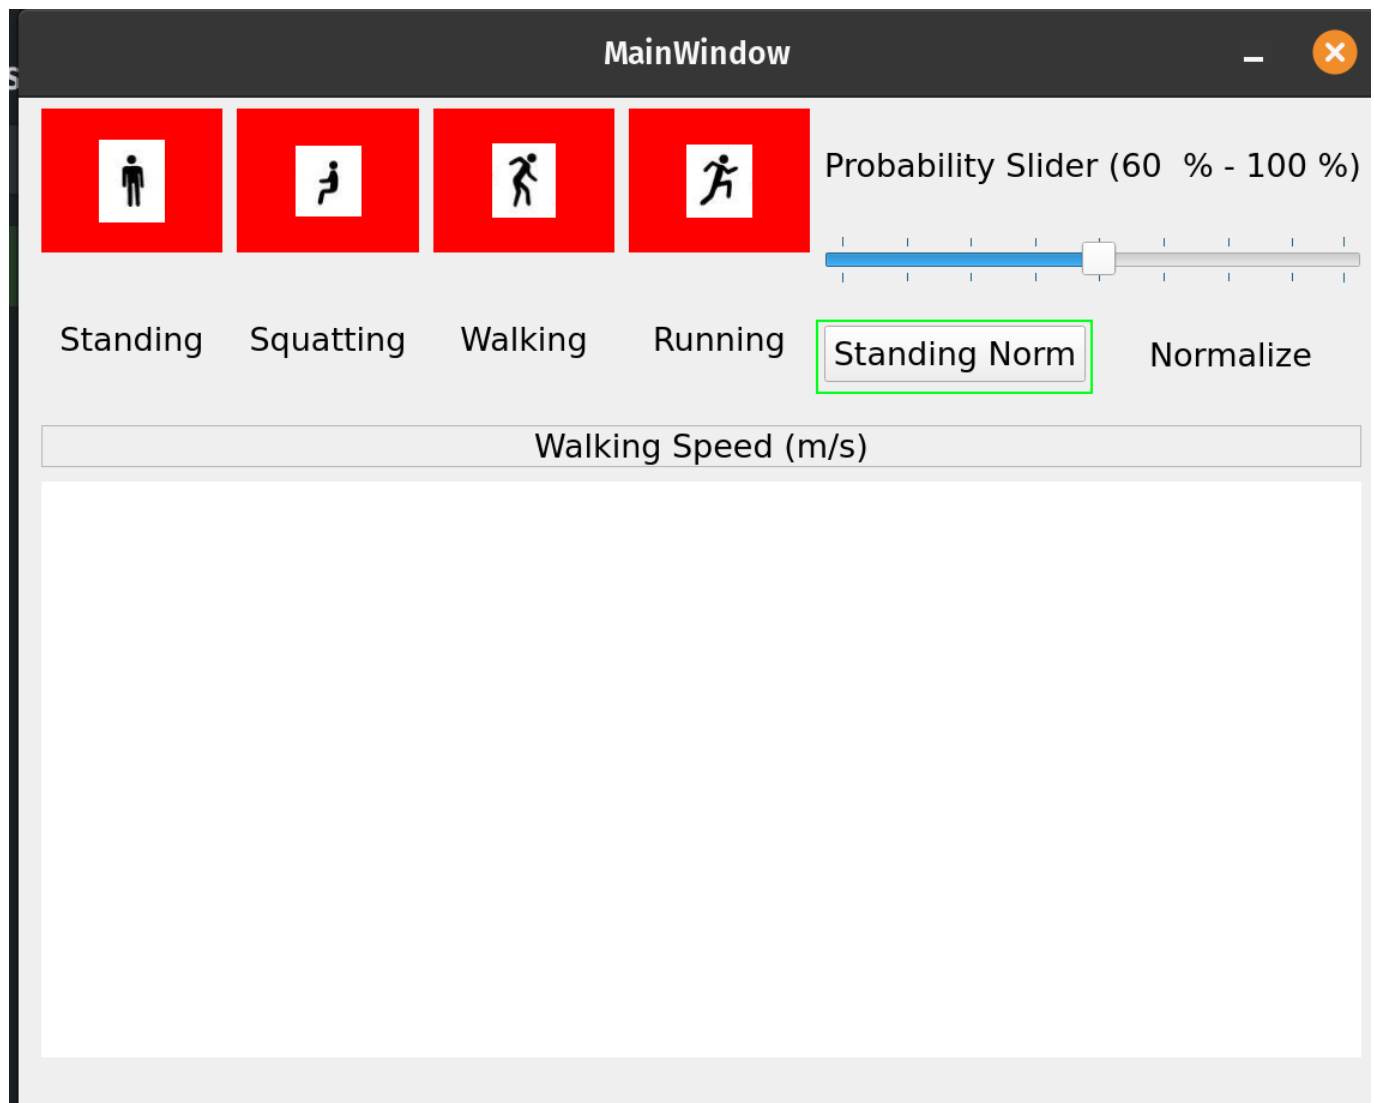 MainWindow
s
Probability Slider (60  % - 100 %)
Standing
Squatting
Walking
Running
Standing Norm
Normalize
Walking Speed (m/s)